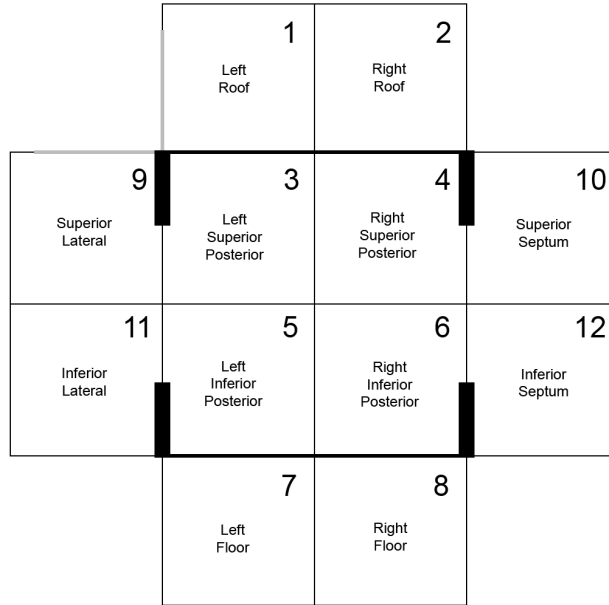 1
Left
Roof
2
Right
Roof
9
Superior
Lateral
3
Left
Superior
Posterior
4
Right
Superior
Posterior
10
Superior
Septum
11
Inferior
Lateral
5
Left
Inferior
Posterior
6
Right
Inferior
Posterior
12
Inferior
Septum
7
Left
Floor
8
Right
Floor